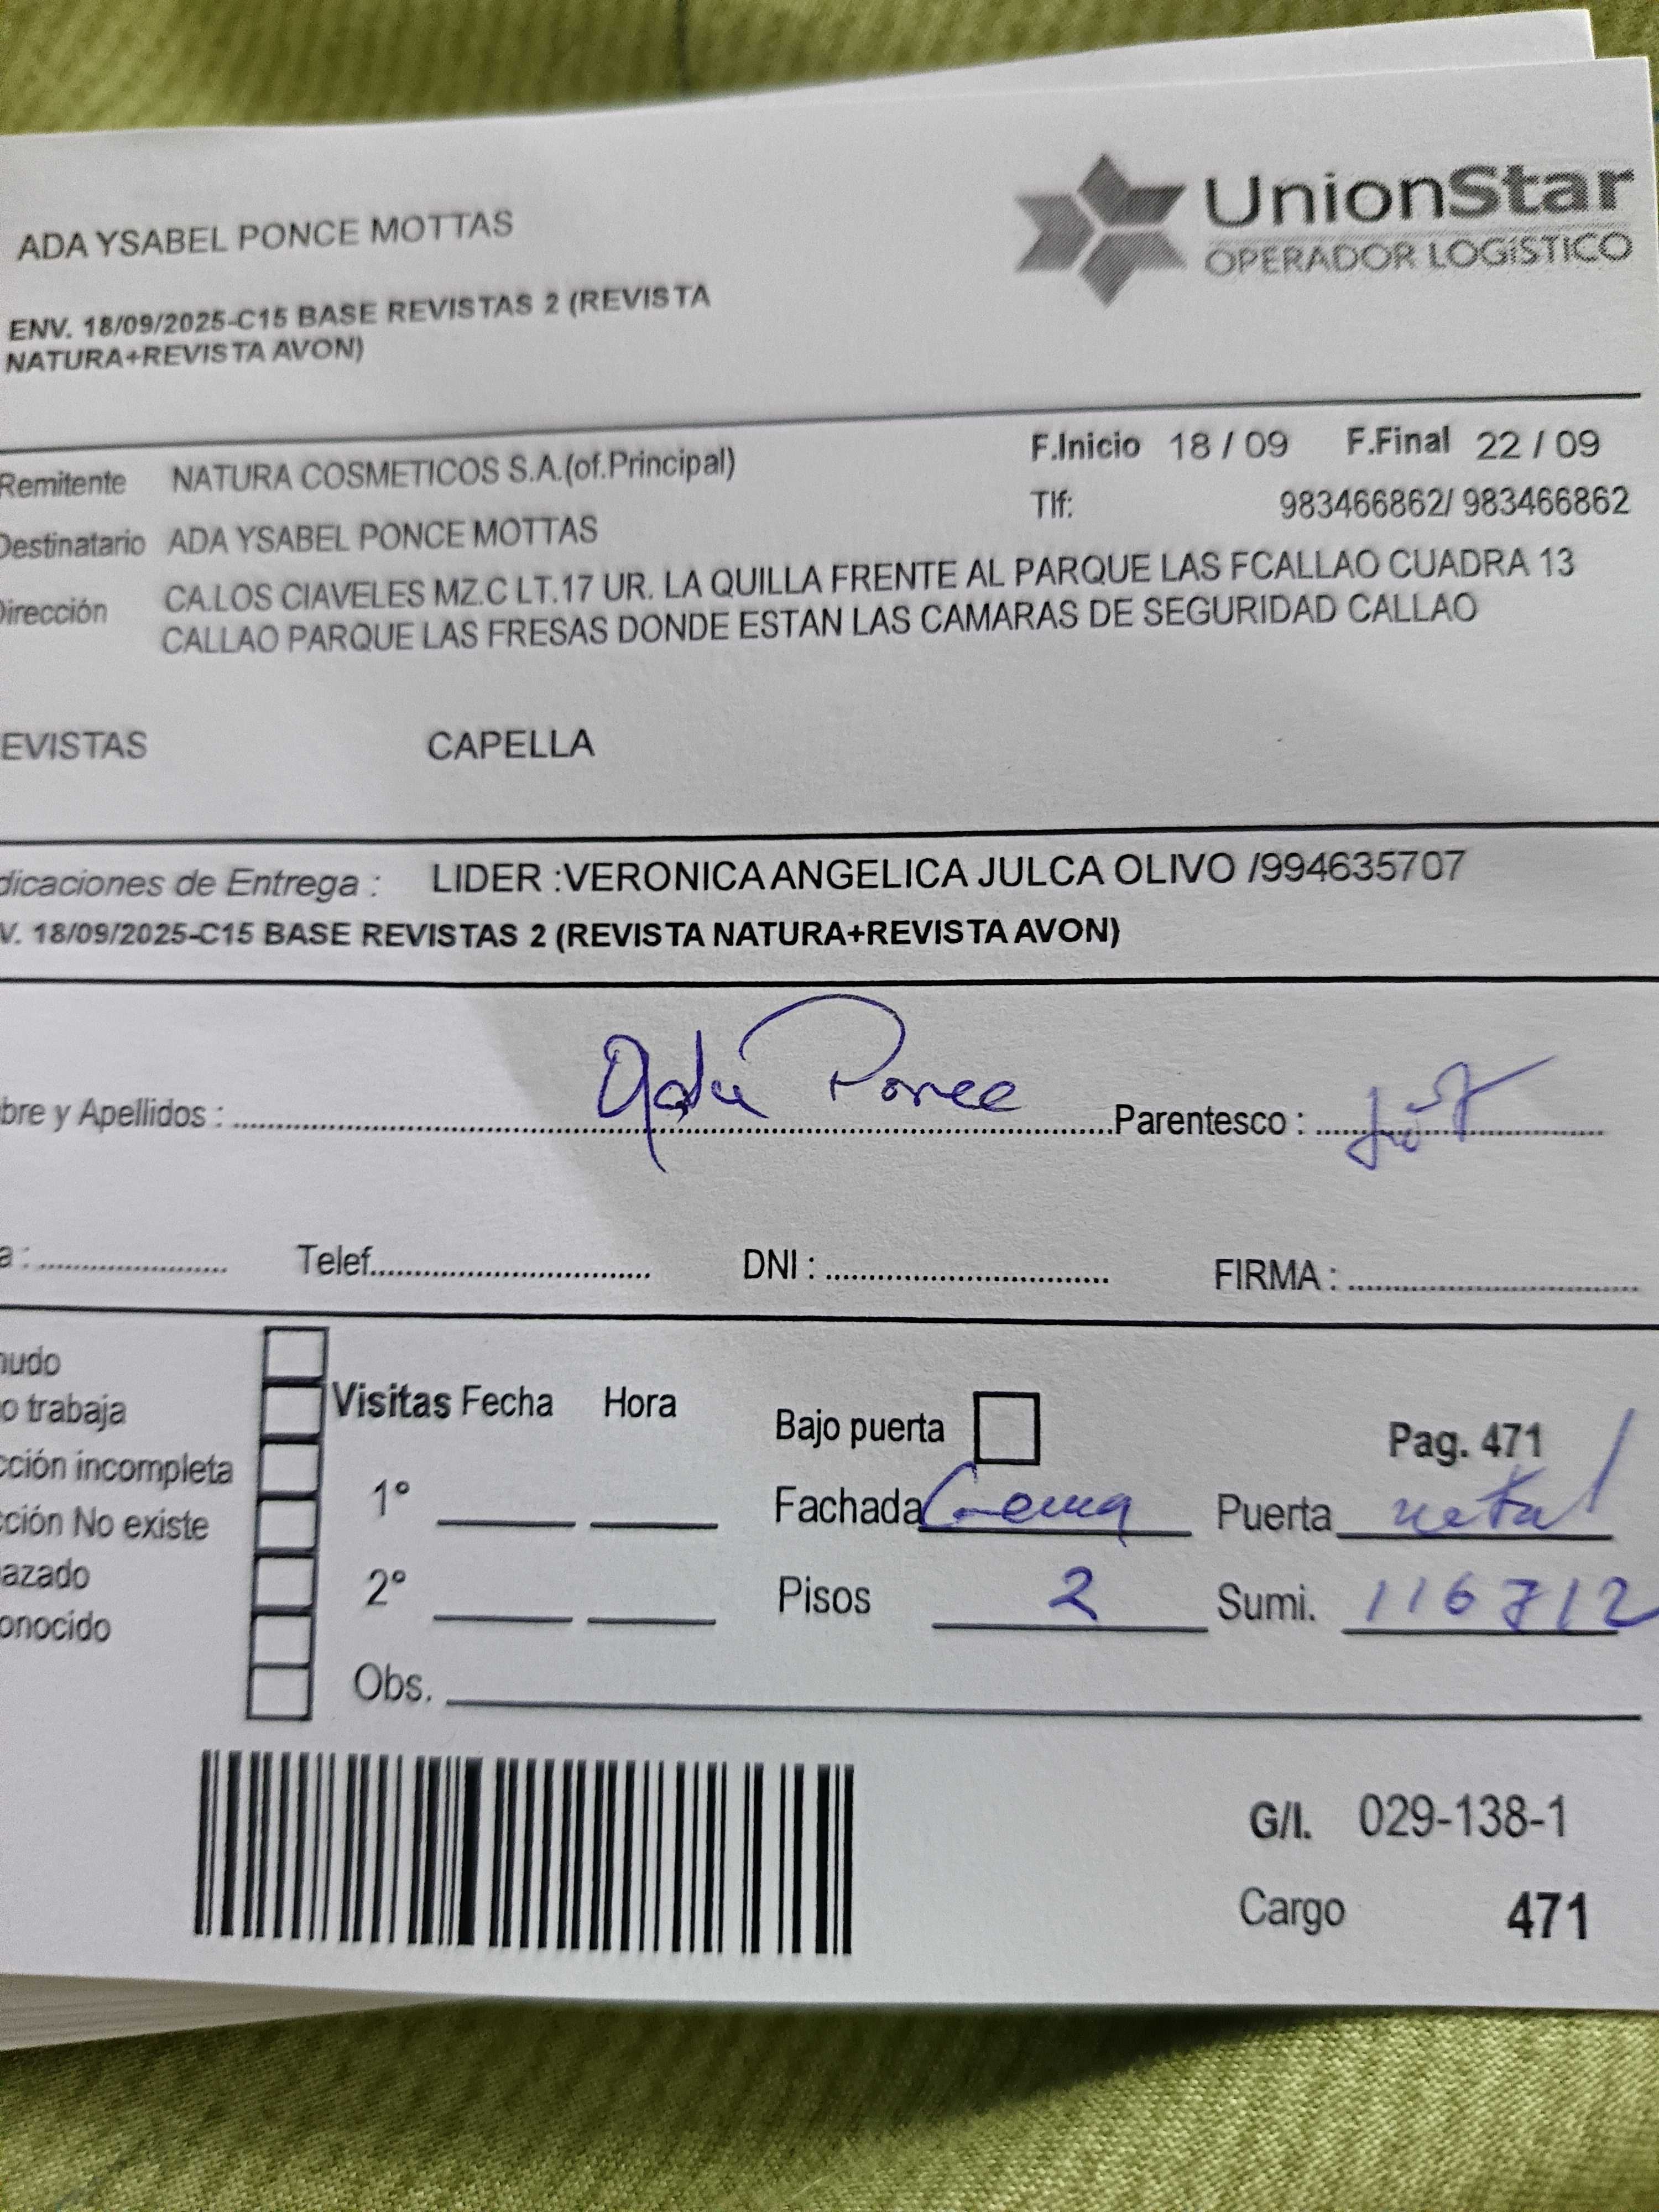 UnionStar
OPERADOR LOGíSTICO
ADA YSABEL PONCE MOTTAS
ENV. 18/09/2025-C15 BASE REVISTAS 2 (REVISTA
NATURA+REVISTA AVON)
Remitente NATURA COSMETICOS S.A.(of.Principal) F.Inicio 18 / 09 F.Final 22 / 09
Tlf: 983466862/ 983466862
Destinatario ADA YSABEL PONCE MOTTAS
Dirección CA.LOS CIAVELES MZ.C LT.17 UR. LA QUILLA FRENTE AL PARQUE LAS FCALLAO CUADRA 13
CALLAO PARQUE LAS FRESAS DONDE ESTAN LAS CAMARAS DE SEGURIDAD CALLAO
EVISTAS CAPELLA
dicaciones de Entrega : LIDER :VERONICA ANGELICA JULCA OLIVO /994635707
V. 18/09/2025-C15 BASE REVISTAS 2 (REVISTA NATURA+REVISTA AVON)
bre y Apellidos : Ada Ponce Parentesco :
a : Telef. DNI : FIRMA :
nudo
o trabaja
cción incompleta
cción No existe
azado
onocido
Visitas Fecha Hora
1°
2°
Obs.
Bajo puerta Pag. 471
Fachada Crema Puerta metal
Pisos 2 Sumi. 116712
G/I. 029-138-1
Cargo 471